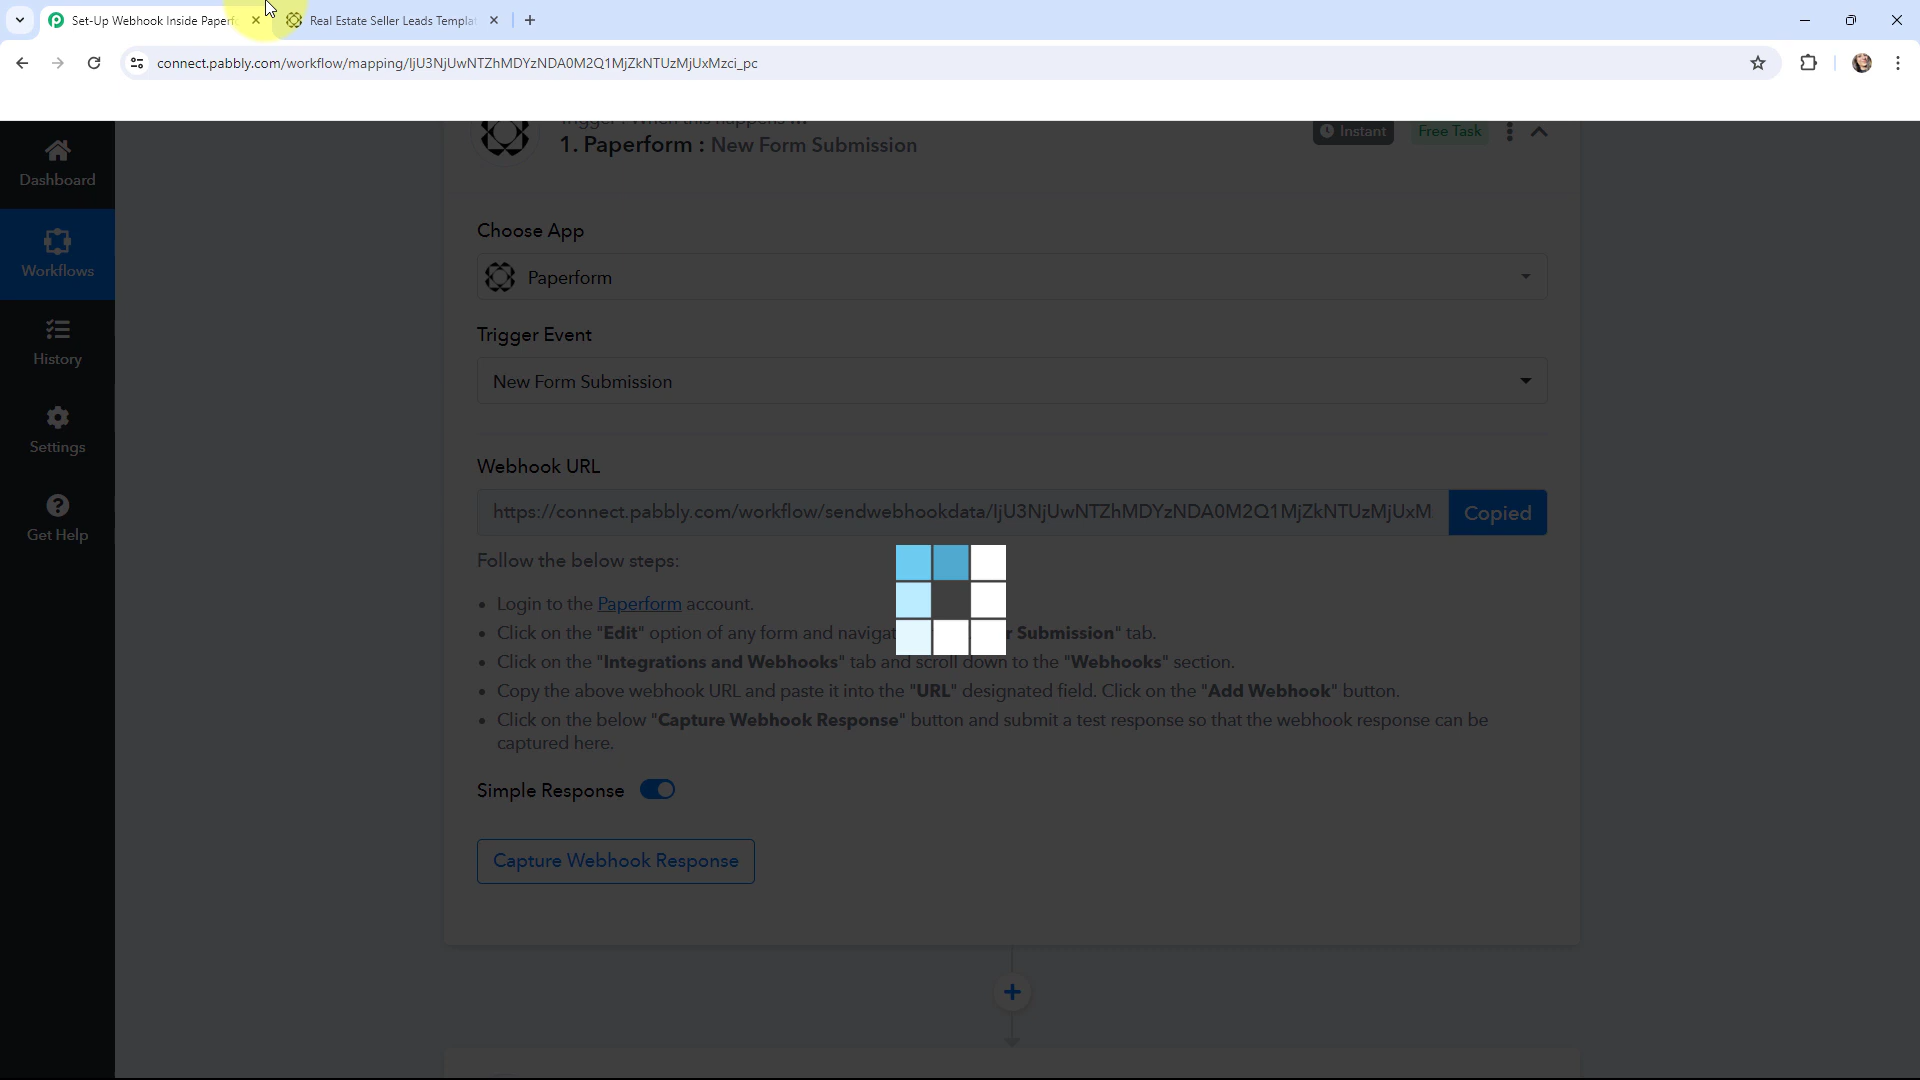 Set-Up Webhook Inside Paperf
Real Estate Seller Leads Templat
connect.pabbly.com/workflow/mapping/IjU3NjUwNTZhMDYzNDA0M2Q1MjZkNTUzMjUxMzci_pc
Dashboard
Workflows
History
Settings
Get Help
Trigger : When this happens ...
1. Paperform : New Form Submission
Instant
Free Task
Choose App
Paperform
Trigger Event
New Form Submission
Webhook URL
https://connect.pabbly.com/workflow/sendwebhookdata/IjU3NjUwNTZhMDYzNDA0M2Q1MjZkNTUzMjUxM
Copied
Follow the below steps:
• Login to the Paperform account.
• Click on the "Edit" option of any form and navigat r Submission" tab.
• Click on the "Integrations and Webhooks" tab and scroll down to the "Webhooks" section.
• Copy the above webhook URL and paste it into the "URL" designated field. Click on the "Add Webhook" button.
• Click on the below "Capture Webhook Response" button and submit a test response so that the webhook response can be
captured here.
Simple Response
Capture Webhook Response